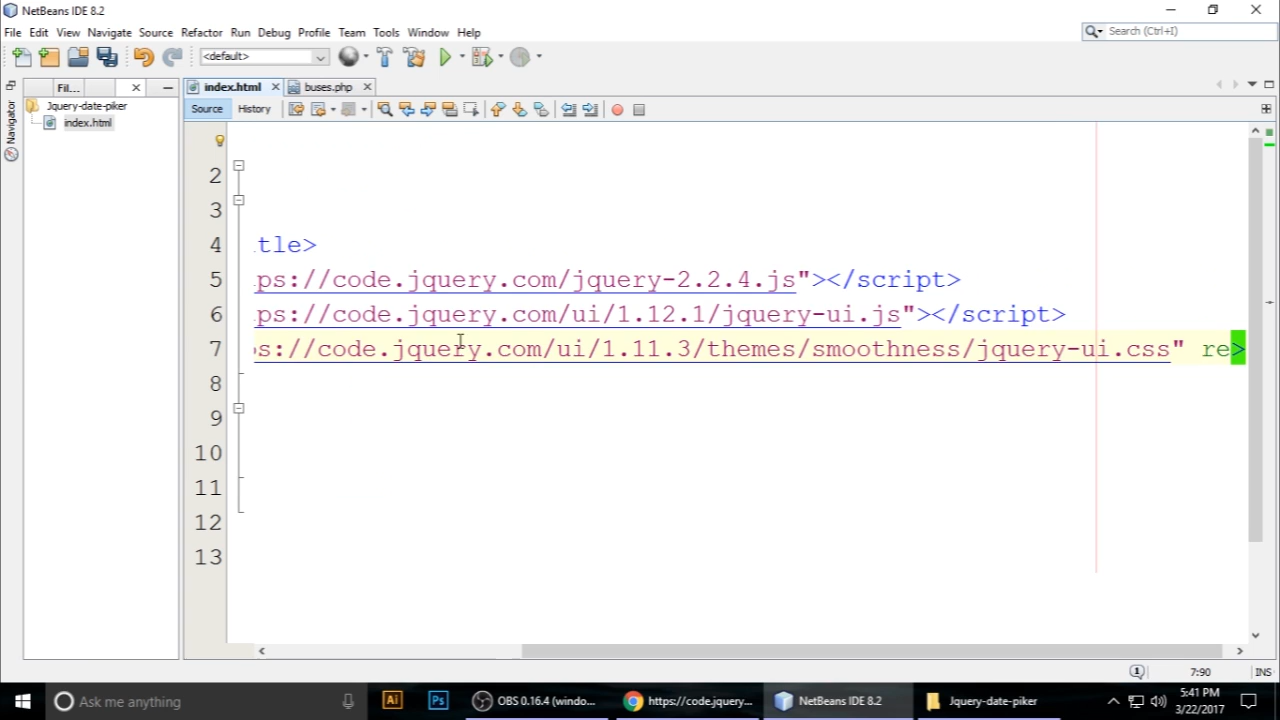 NetBeans IDE 8.2
File Edit View Navigate Source Refactor Run Debug Profile Team Tools Window Help
Search (Ctrl+I)
<default>
Fil...
index.html
buses.php
Navigator
Jquery-date-piker
index.html
Source History
2
3
4 tle>
5 ps://code.jquery.com/jquery-2.2.4.js"></script>
6 ps://code.jquery.com/ui/1.12.1/jquery-ui.js"></script>
7 s://code.jquery.com/ui/1.11.3/themes/smoothness/jquery-ui.css" re>
8
9
10
11
12
13
1
7:90
INS
Ask me anything
Ai
Ps
OBS 0.16.4 (windo...
https://code.jquery...
NetBeans IDE 8.2
Jquery-date-piker
5:41 PM
3/22/2017